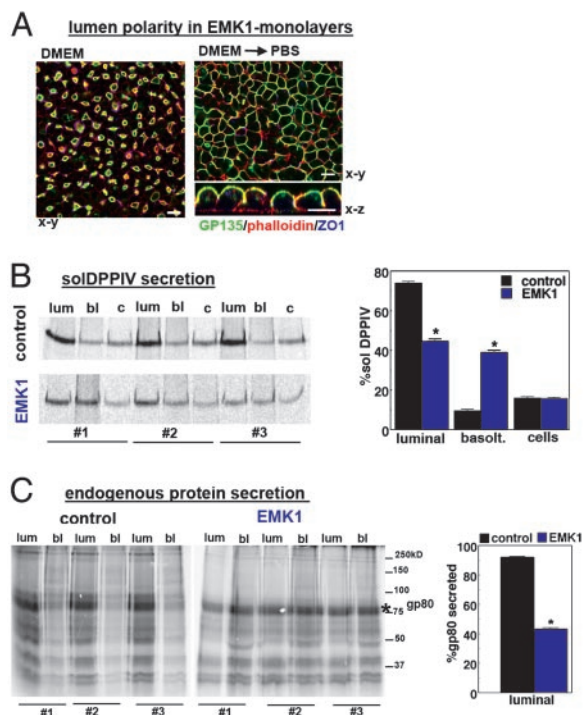 A
lumen polarity in EMK1-monolayers
DMEM
DMEM → PBS
x-y
x-y
x-z
GP135/phalloidin/ZO1
B
solDPPIV secretion
lum bl c lum bl c lum bl c
control
EMK1
#1 #2 #3
%sol DPPIV
80
60
40
20
0
control
EMK1
* *
luminal basolt. cells
C
endogenous protein secretion
control EMK1
lum bl lum bl lum bl lum bl lum bl lum bl
250kD
150
100
* gp80
75
50
37
#1 #2 #3 #1 #2 #3
control EMK1
%gp80 secreted
100
80
60
40
20
0
*
luminal